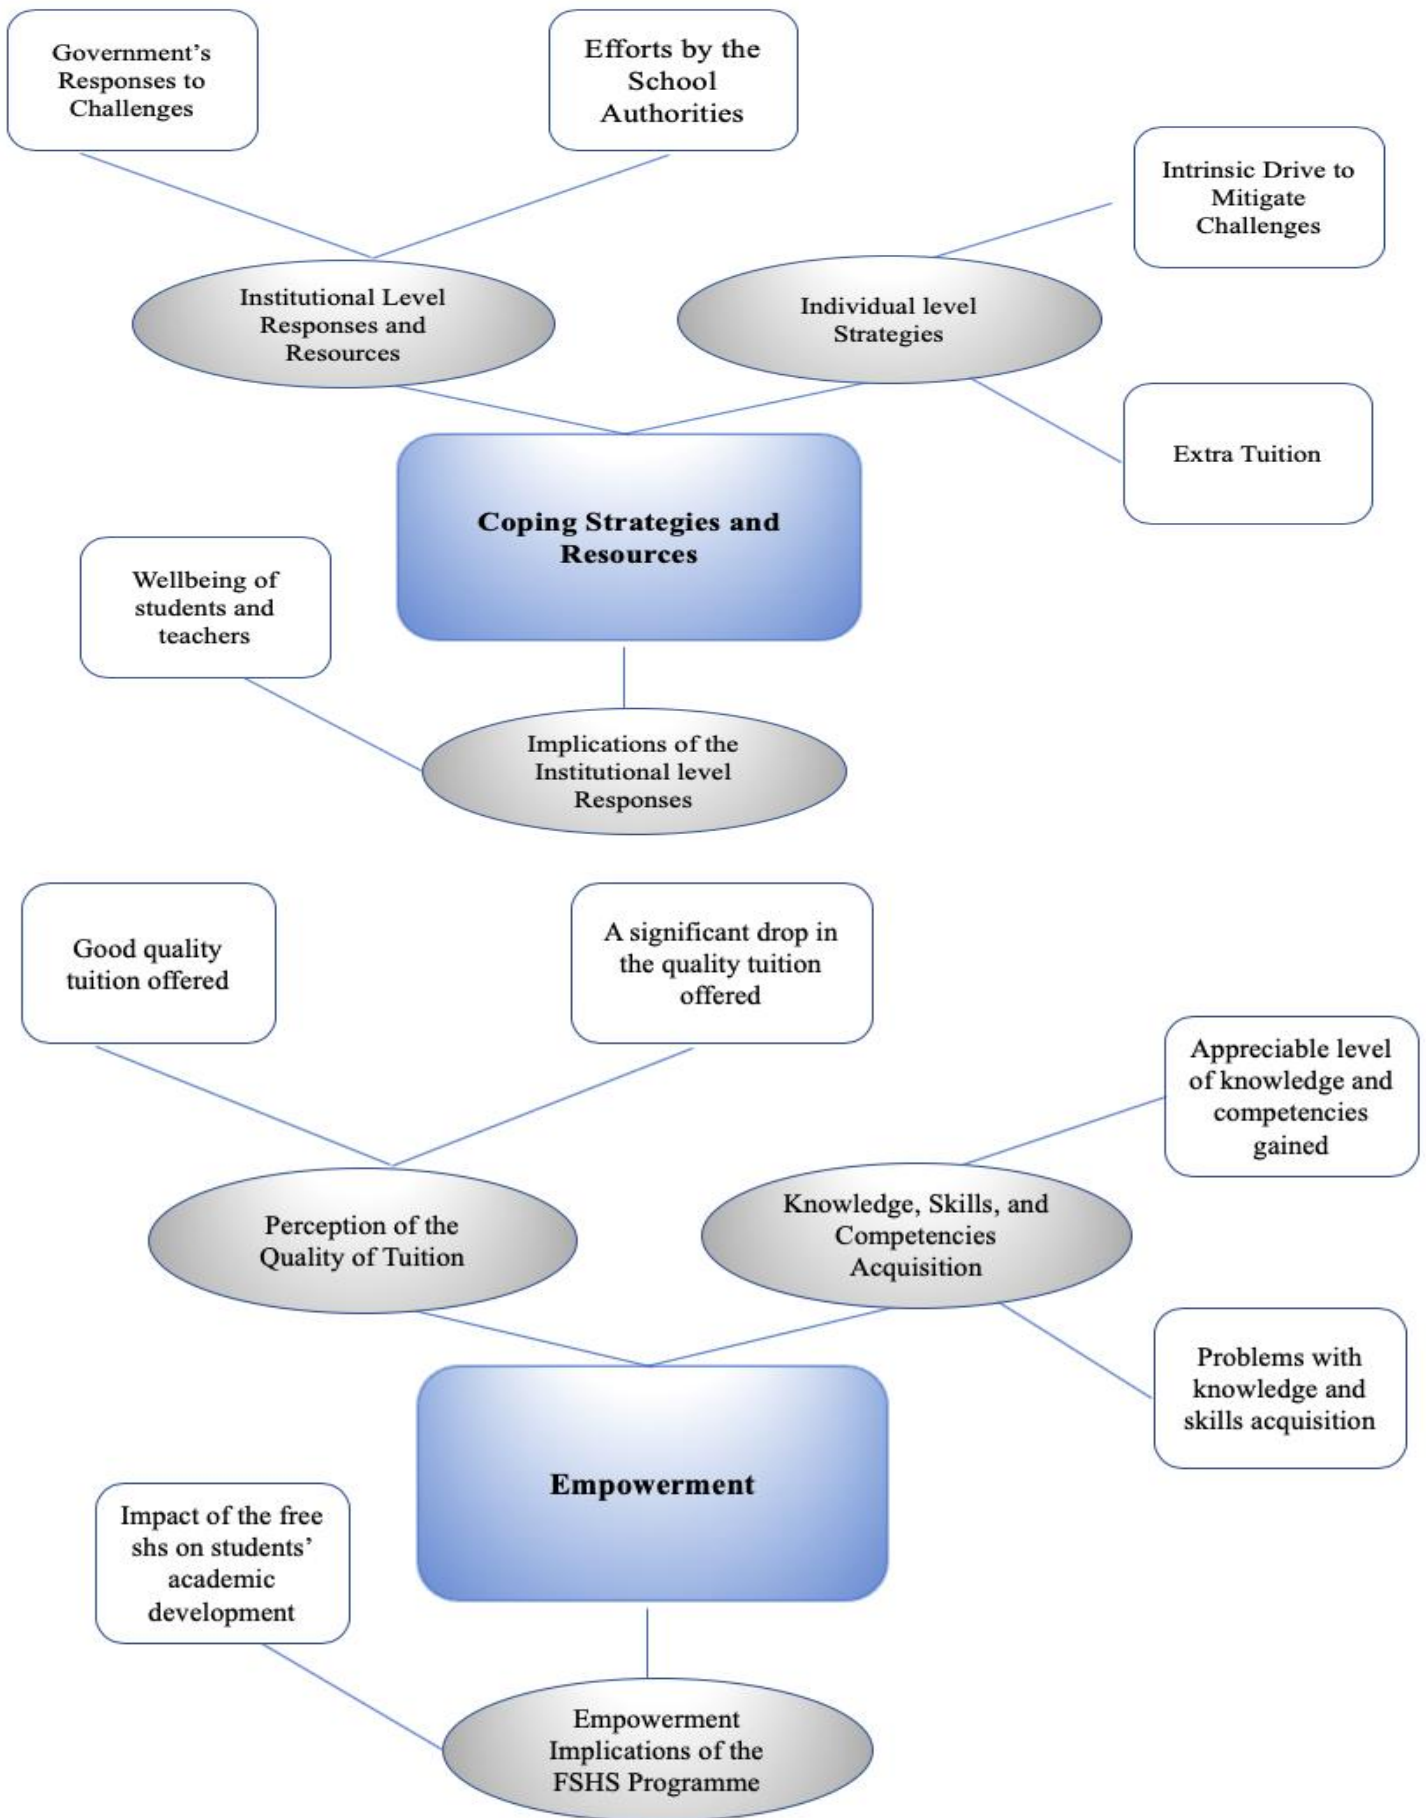 Government’s
Responses to
Challenges
Efforts by the
School
Authorities
Intrinsic Drive to
Mitigate
Challenges
Institutional Level
Responses and
Resources
Individual level
Strategies
Extra Tuition
Coping Strategies and
Resources
Wellbeing of
students and
teachers
Implications of the
Institutional level
Responses
Good quality
tuition offered
A significant drop in
the quality tuition
offered
Appreciable level
of knowledge and
competencies
gained
Perception of the
Quality of Tuition
Knowledge, Skills, and
Competencies
Acquisition
Problems with
knowledge and
skills acquisition
Empowerment
Impact of the free
shs on students’
academic
development
Empowerment
Implications of the
FSHS Programme